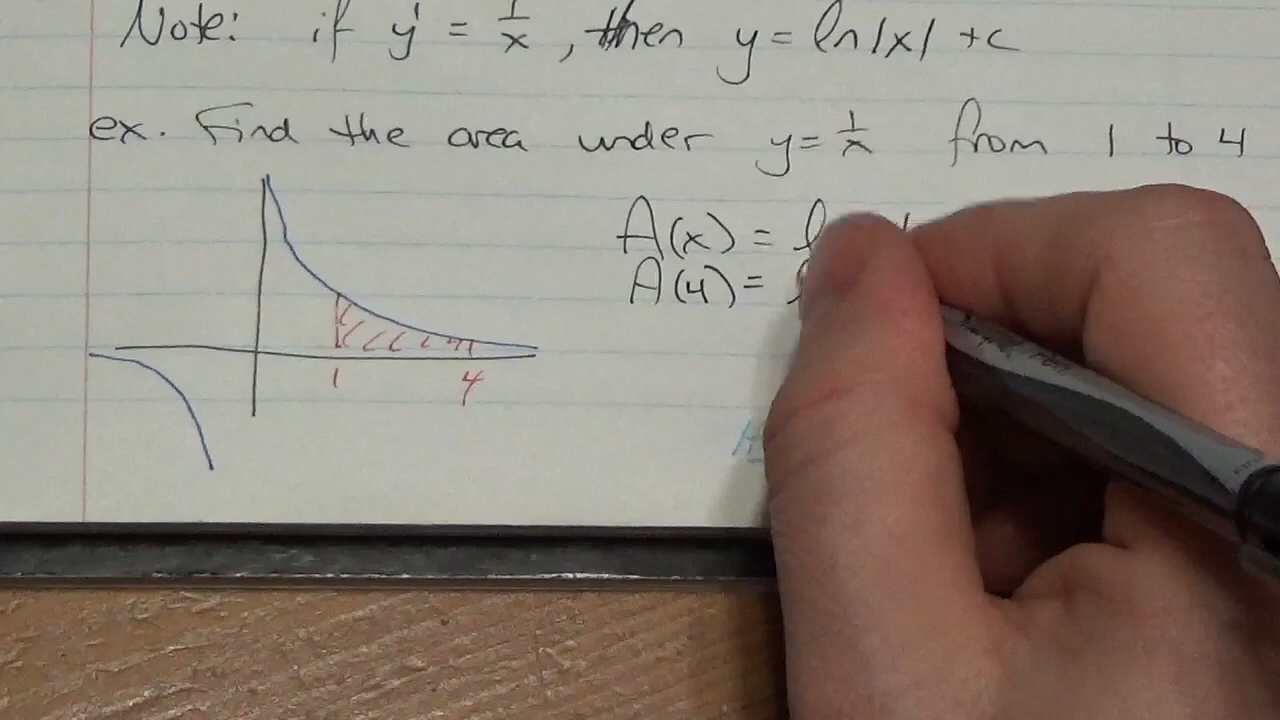 Note: if y' = 1/x, then y = ln|x| + c
ex. Find the area under y = 1/x from 1 to 4
A(x) =
A(4) =
1 4